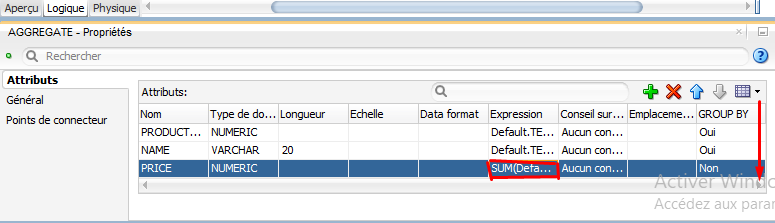 Aperçu Logique Physique
AGGREGATE - Propriétés
Rechercher
Attributs
Général
Points de connecteur
Attributs:
Nom Type de do... Longueur Echelle Data format Expression Conseil sur... Emplaceme... GROUP BY
PRODUCT... NUMERIC Default.TE... Aucun con... Oui
NAME VARCHAR 20 Default.TE... Aucun con... Oui
PRICE NUMERIC SUM(Defa... Aucun con... Non
Activer Windo
Accédez aux param